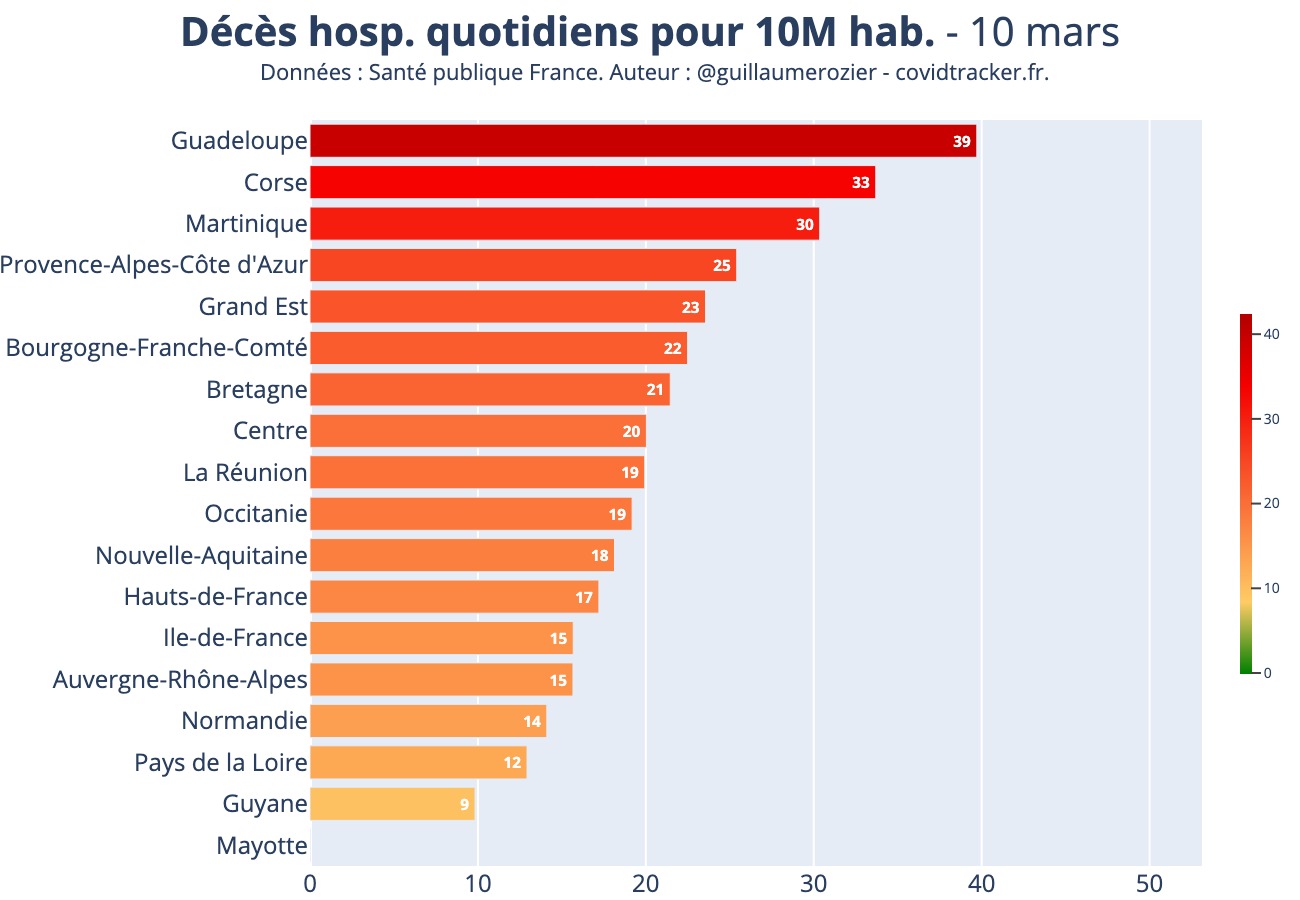 Décès hosp. quotidiens pour 10M hab. - 10 mars
Données : Santé publique France. Auteur : @guillaumerozier - covidtracker.fr.
Guadeloupe 39
Corse 33
Martinique 30
Provence-Alpes-Côte d'Azur 25
Grand Est 23
Bourgogne-Franche-Comté 22
Bretagne 21
Centre 20
La Réunion 19
Occitanie 19
Nouvelle-Aquitaine 18
Hauts-de-France 17
Ile-de-France 15
Auvergne-Rhône-Alpes 15
Normandie 14
Pays de la Loire 12
Guyane 9
Mayotte
0 10 20 30 40 50
40
30
20
10
0